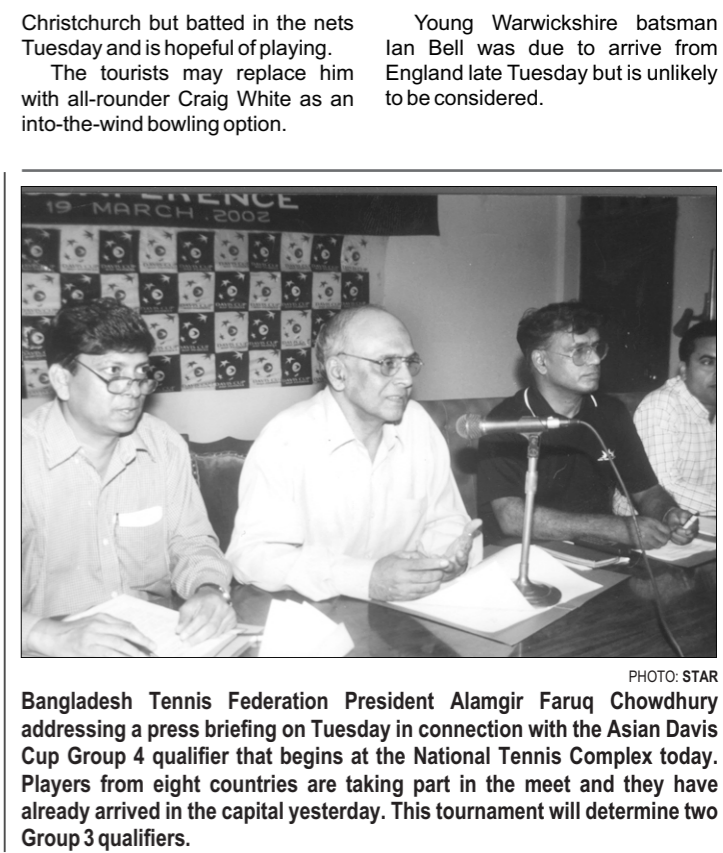 Christchurch but batted in the nets
Tuesday and is hopeful of playing.
The tourists may replace him
with all-rounder Craig White as an
into-the-wind bowling option.
Young Warwickshire batsman
Ian Bell was due to arrive from
England late Tuesday but is unlikely
to be considered.
CONFERENCE
19 MARCH .2002
PHOTO: STAR
Bangladesh Tennis Federation President Alamgir Faruq Chowdhury
addressing a press briefing on Tuesday in connection with the Asian Davis
Cup Group 4 qualifier that begins at the National Tennis Complex today.
Players from eight countries are taking part in the meet and they have
already arrived in the capital yesterday. This tournament will determine two
Group 3 qualifiers.